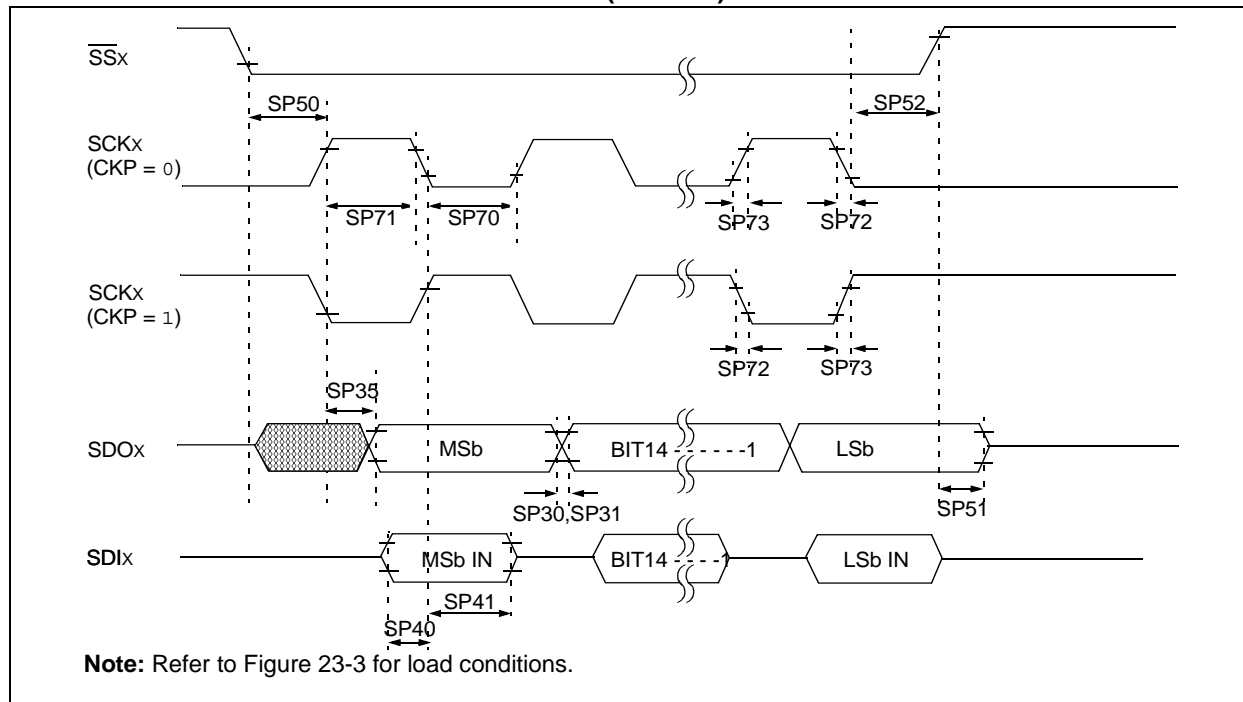 SSx
SP50
SP52
SCKx
(CKP = 0)
SP71
SP70
SP73
SP72
SCKx
(CKP = 1)
SP72
SP73
SP35
SDOx
MSb
BIT14 - - - - - -1
LSb
SP30,SP31
SP51
SDIx
MSb IN
BIT14 - - - - -1
LSb IN
SP41
SP40
Note: Refer to Figure 23-3 for load conditions.